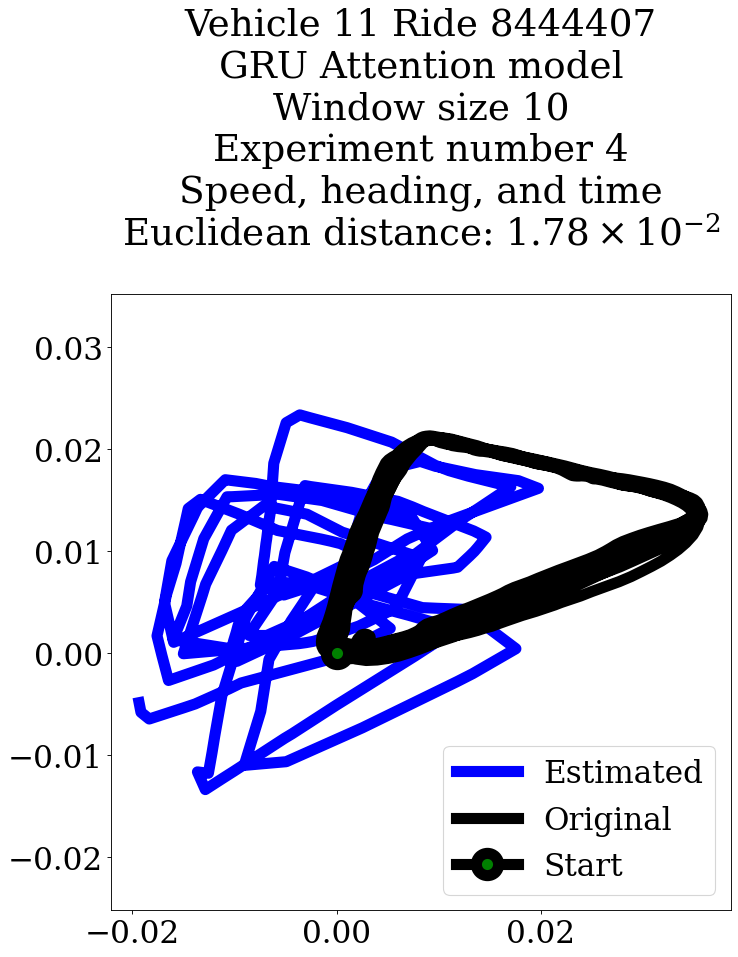 Vehicle 11 Ride 8444407
GRU Attention model
Window size 10
Experiment number 4
Speed, heading, and time
Euclidean distance: 1.78 × 10⁻²
0.03
0.02
0.01
0.00
−0.01
−0.02
−0.02 0.00 0.02
Estimated
Original
Start